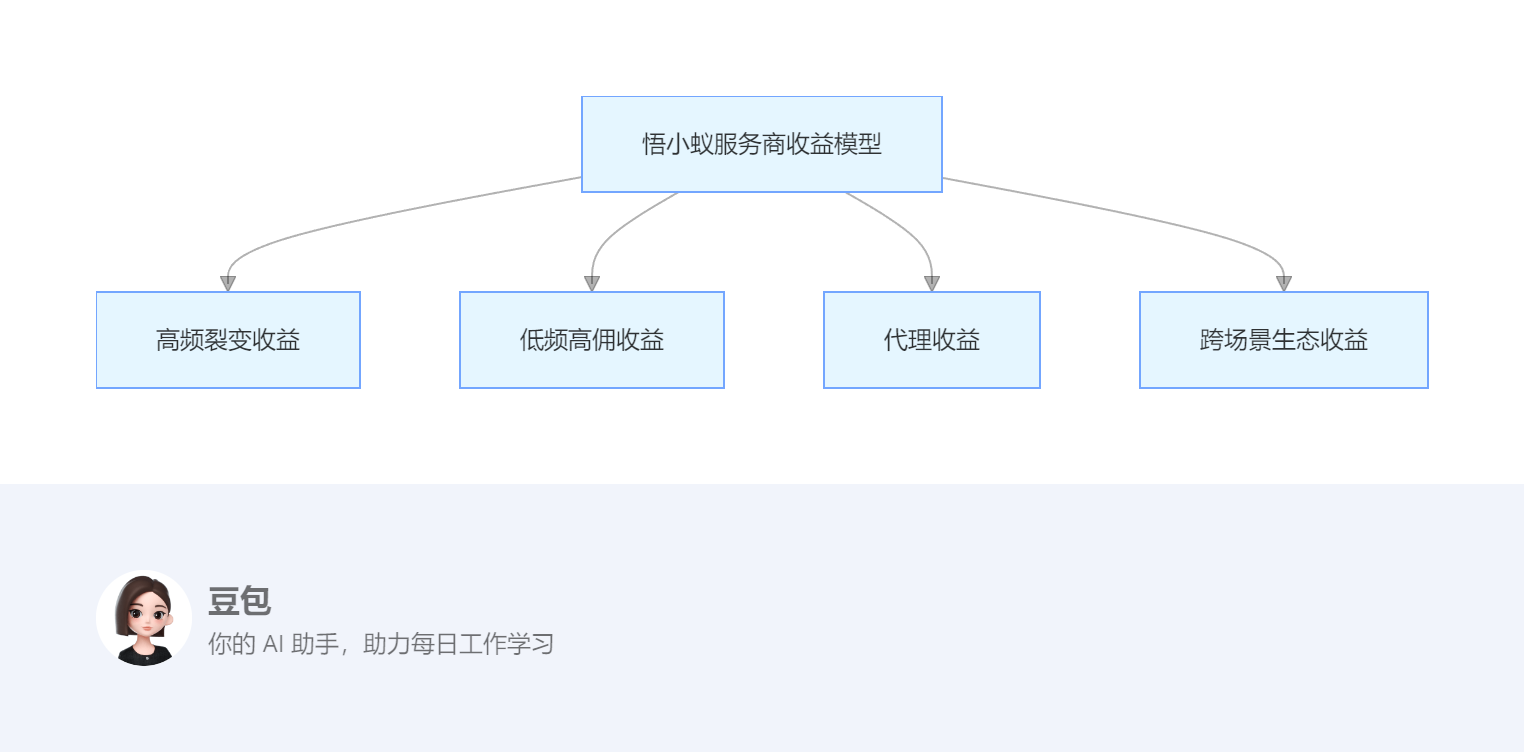 悟小蚁服务商收益模型
高频裂变收益
低频高佣收益
代理收益
跨场景生态收益
豆包
你的 AI 助手，助力每日工作学习